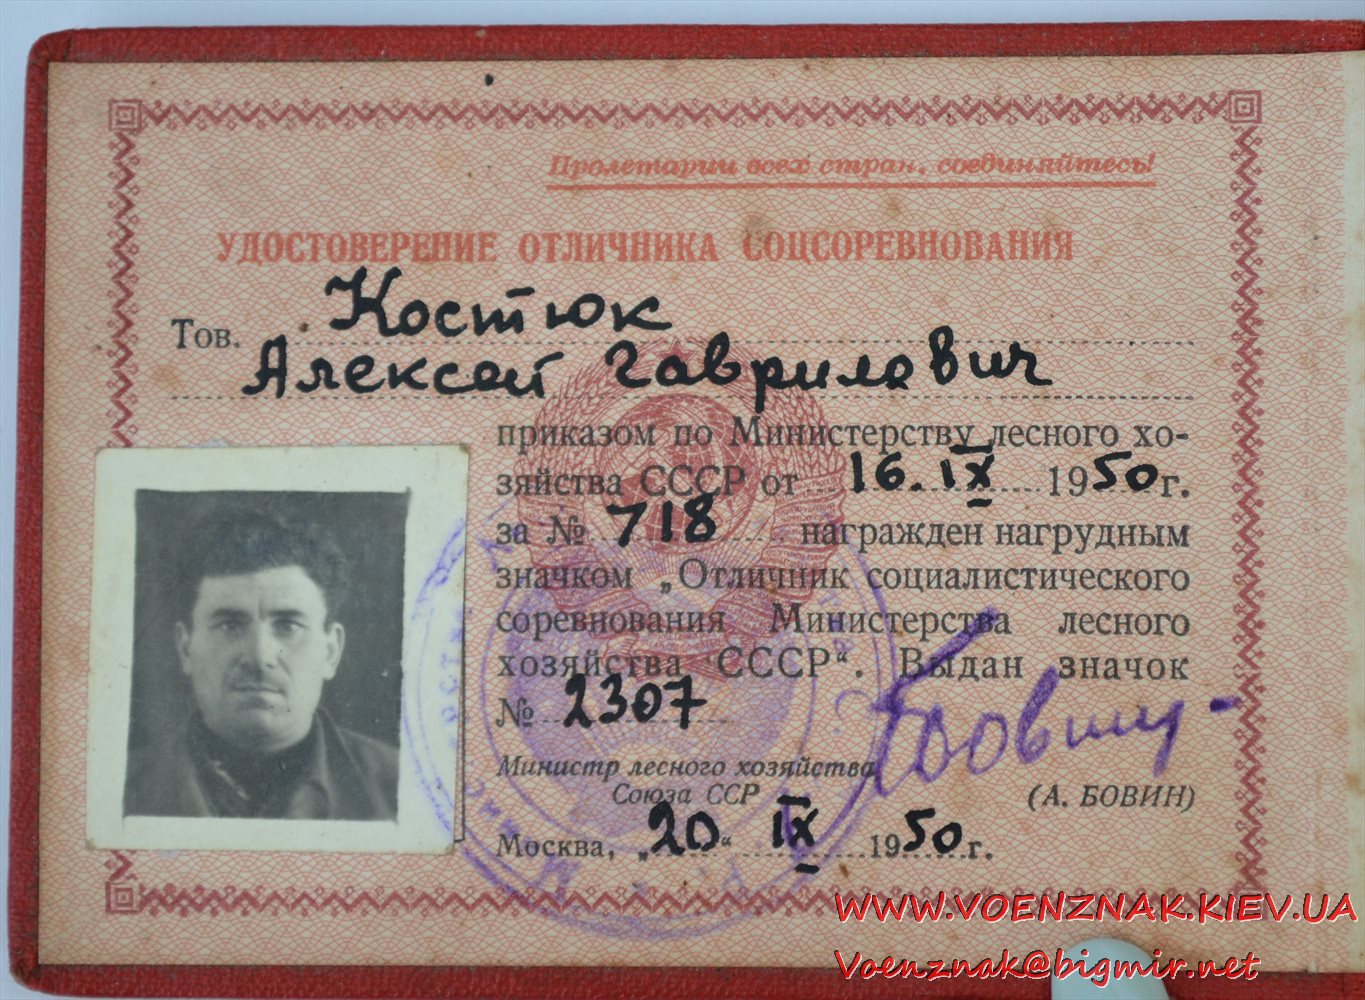 Пролетарии всех стран, соединяйтесь!
УДОСТОВЕРЕНИЕ ОТЛИЧНИКА СОЦСОРЕВНОВАНИЯ
Тов. Костюк
Алексей Гаврилович
приказом по Министерству лесного хо-
зяйства СССР от 16.IX 1950 г.
за № 718 награжден нагрудным
значком „Отличник социалистического
соревнования Министерства лесного
хозяйства СССР“. Выдан значок
№ 2307
Министр лесного хозяйства
Союза ССР
(А. БОВИН)
Москва, „20“ IX 1950 г.
WWW.VOENZNAK.KIEV.UA
Voenznak@bigmir.net